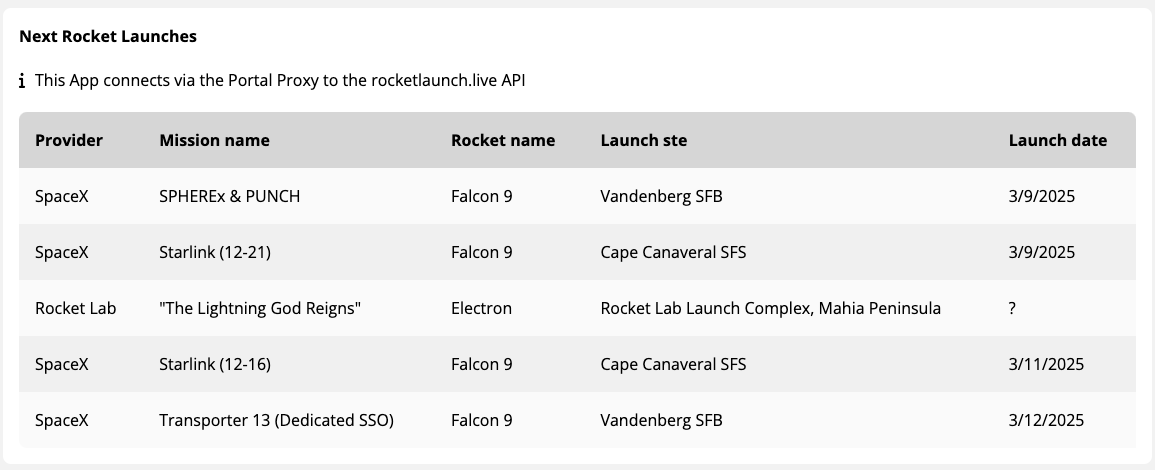 Next Rocket Launches
i This App connects via the Portal Proxy to the rocketlaunch.live API
Provider Mission name Rocket name Launch ste Launch date
SpaceX SPHEREx & PUNCH Falcon 9 Vandenberg SFB 3/9/2025
SpaceX Starlink (12-21) Falcon 9 Cape Canaveral SFS 3/9/2025
Rocket Lab "The Lightning God Reigns" Electron Rocket Lab Launch Complex, Mahia Peninsula ?
SpaceX Starlink (12-16) Falcon 9 Cape Canaveral SFS 3/11/2025
SpaceX Transporter 13 (Dedicated SSO) Falcon 9 Vandenberg SFB 3/12/2025